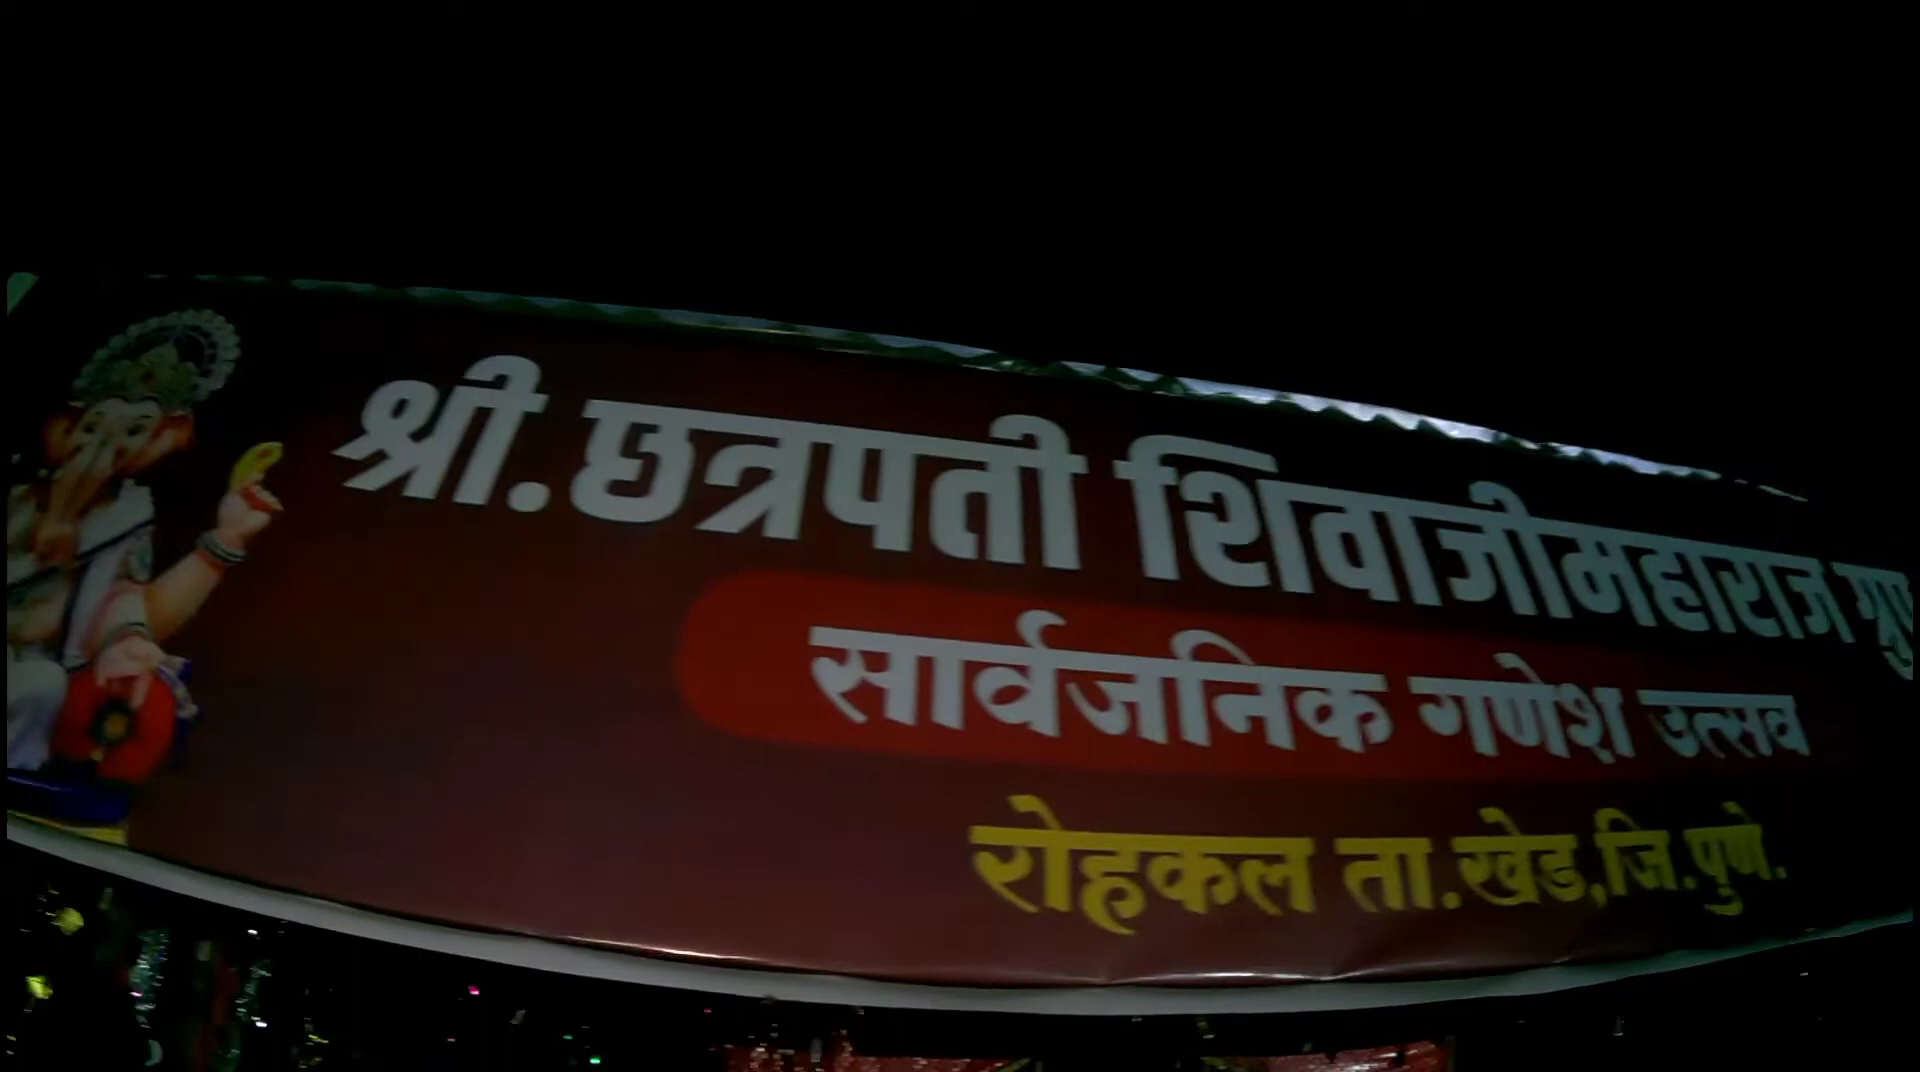 श्री.छत्रपती शिवाजीमहाराज ग्रुप
सार्वजनिक गणेश उत्सव
रोहकल ता.खेड,जि.पुणे.